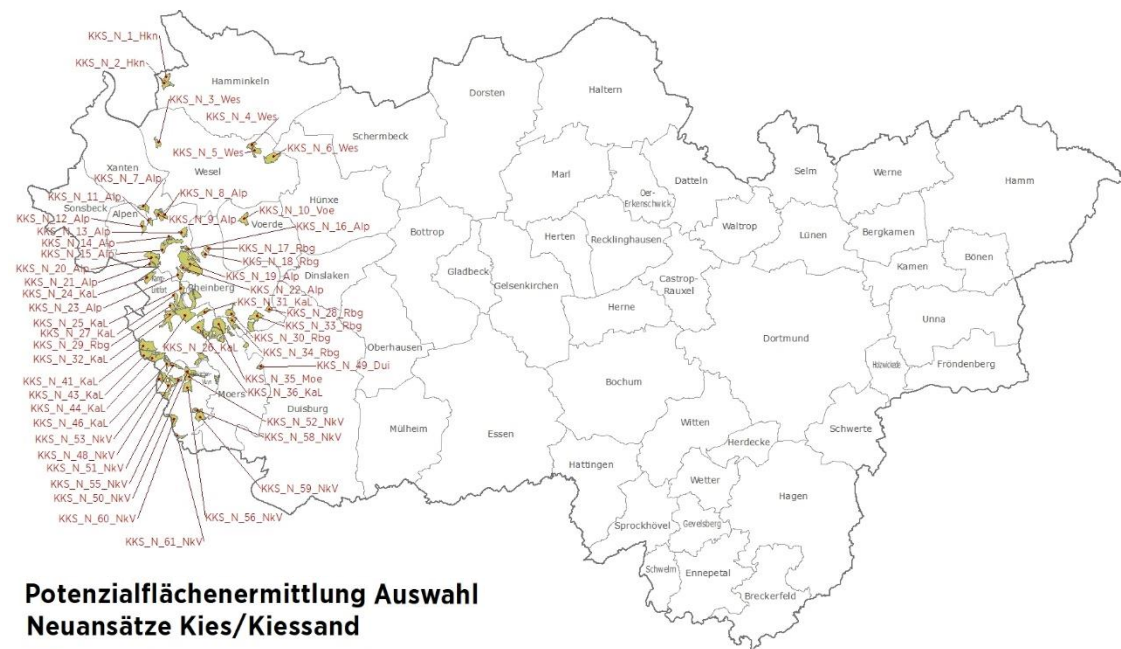 KKS_N_1_Hkn
KKS_N_2_Hkn
Hamminkeln
Dorsten
Haltern
KKS_N_3_Wes
KKS_N_4_Wes
Schermbeck
KKS_N_5_Wes
KKS_N_6_Wes
Xanten
Wesel
Marl
Oer-
Erkenschwick
Datteln
Selm
Werne
Hamm
KKS_N_7_Alp
KKS_N_11_Alp
KKS_N_8_Alp
Hünxe
Sonsbeck
Alpen
KKS_N_12_Alp
KKS_N_9_Alp
KKS_N_10_Voe
Voerde
KKS_N_16_Alp
KKS_N_13_Alp
KKS_N_14_Alp
KKS_N_15_Alp
KKS_N_17_Rbg
KKS_N_18_Rbg
Bottrop
Herten
Recklinghausen
Waltrop
Lünen
Bergkamen
KKS_N_20_Alp
KKS_N_19_Alp
Dinslaken
Gladbeck
Gelsenkirchen
Castrop-
Rauxel
Kamen
Bönen
KKS_N_21_Alp
KKS_N_22_Alp
Rheinberg
KKS_N_24_KaL
KKS_N_23_Alp
KKS_N_31_KaL
KKS_N_28_Rbg
Herne
Unna
KKS_N_25_KaL
KKS_N_27_KaL
KKS_N_33_Rbg
KKS_N_29_Rbg
KKS_N_30_Rbg
Dortmund
KKS_N_32_KaL
KKS_N_26_KaL
KKS_N_34_Rbg
Oberhausen
KKS_N_49_Dui
Holzwickede
Fröndenberg
KKS_N_41_KaL
KKS_N_35_Moe
Bochum
KKS_N_43_KaL
KKS_N_36_KaL
Moers
KKS_N_44_KaL
Duisburg
KKS_N_46_KaL
KKS_N_52_NkV
Mülheim
Essen
Witten
Schwerte
KKS_N_53_NkV
KKS_N_58_NkV
Herdecke
KKS_N_48_NkV
KKS_N_51_NkV
Hattingen
Wetter
KKS_N_55_NkV
KKS_N_59_NkV
Hagen
KKS_N_50_NkV
KKS_N_60_NkV
KKS_N_56_NkV
Sprockhövel
Gevelsberg
KKS_N_61_NkV
Schwelm
Ennepetal
Breckerfeld
Potenzialflächenermittlung Auswahl
Neuansätze Kies/Kiessand